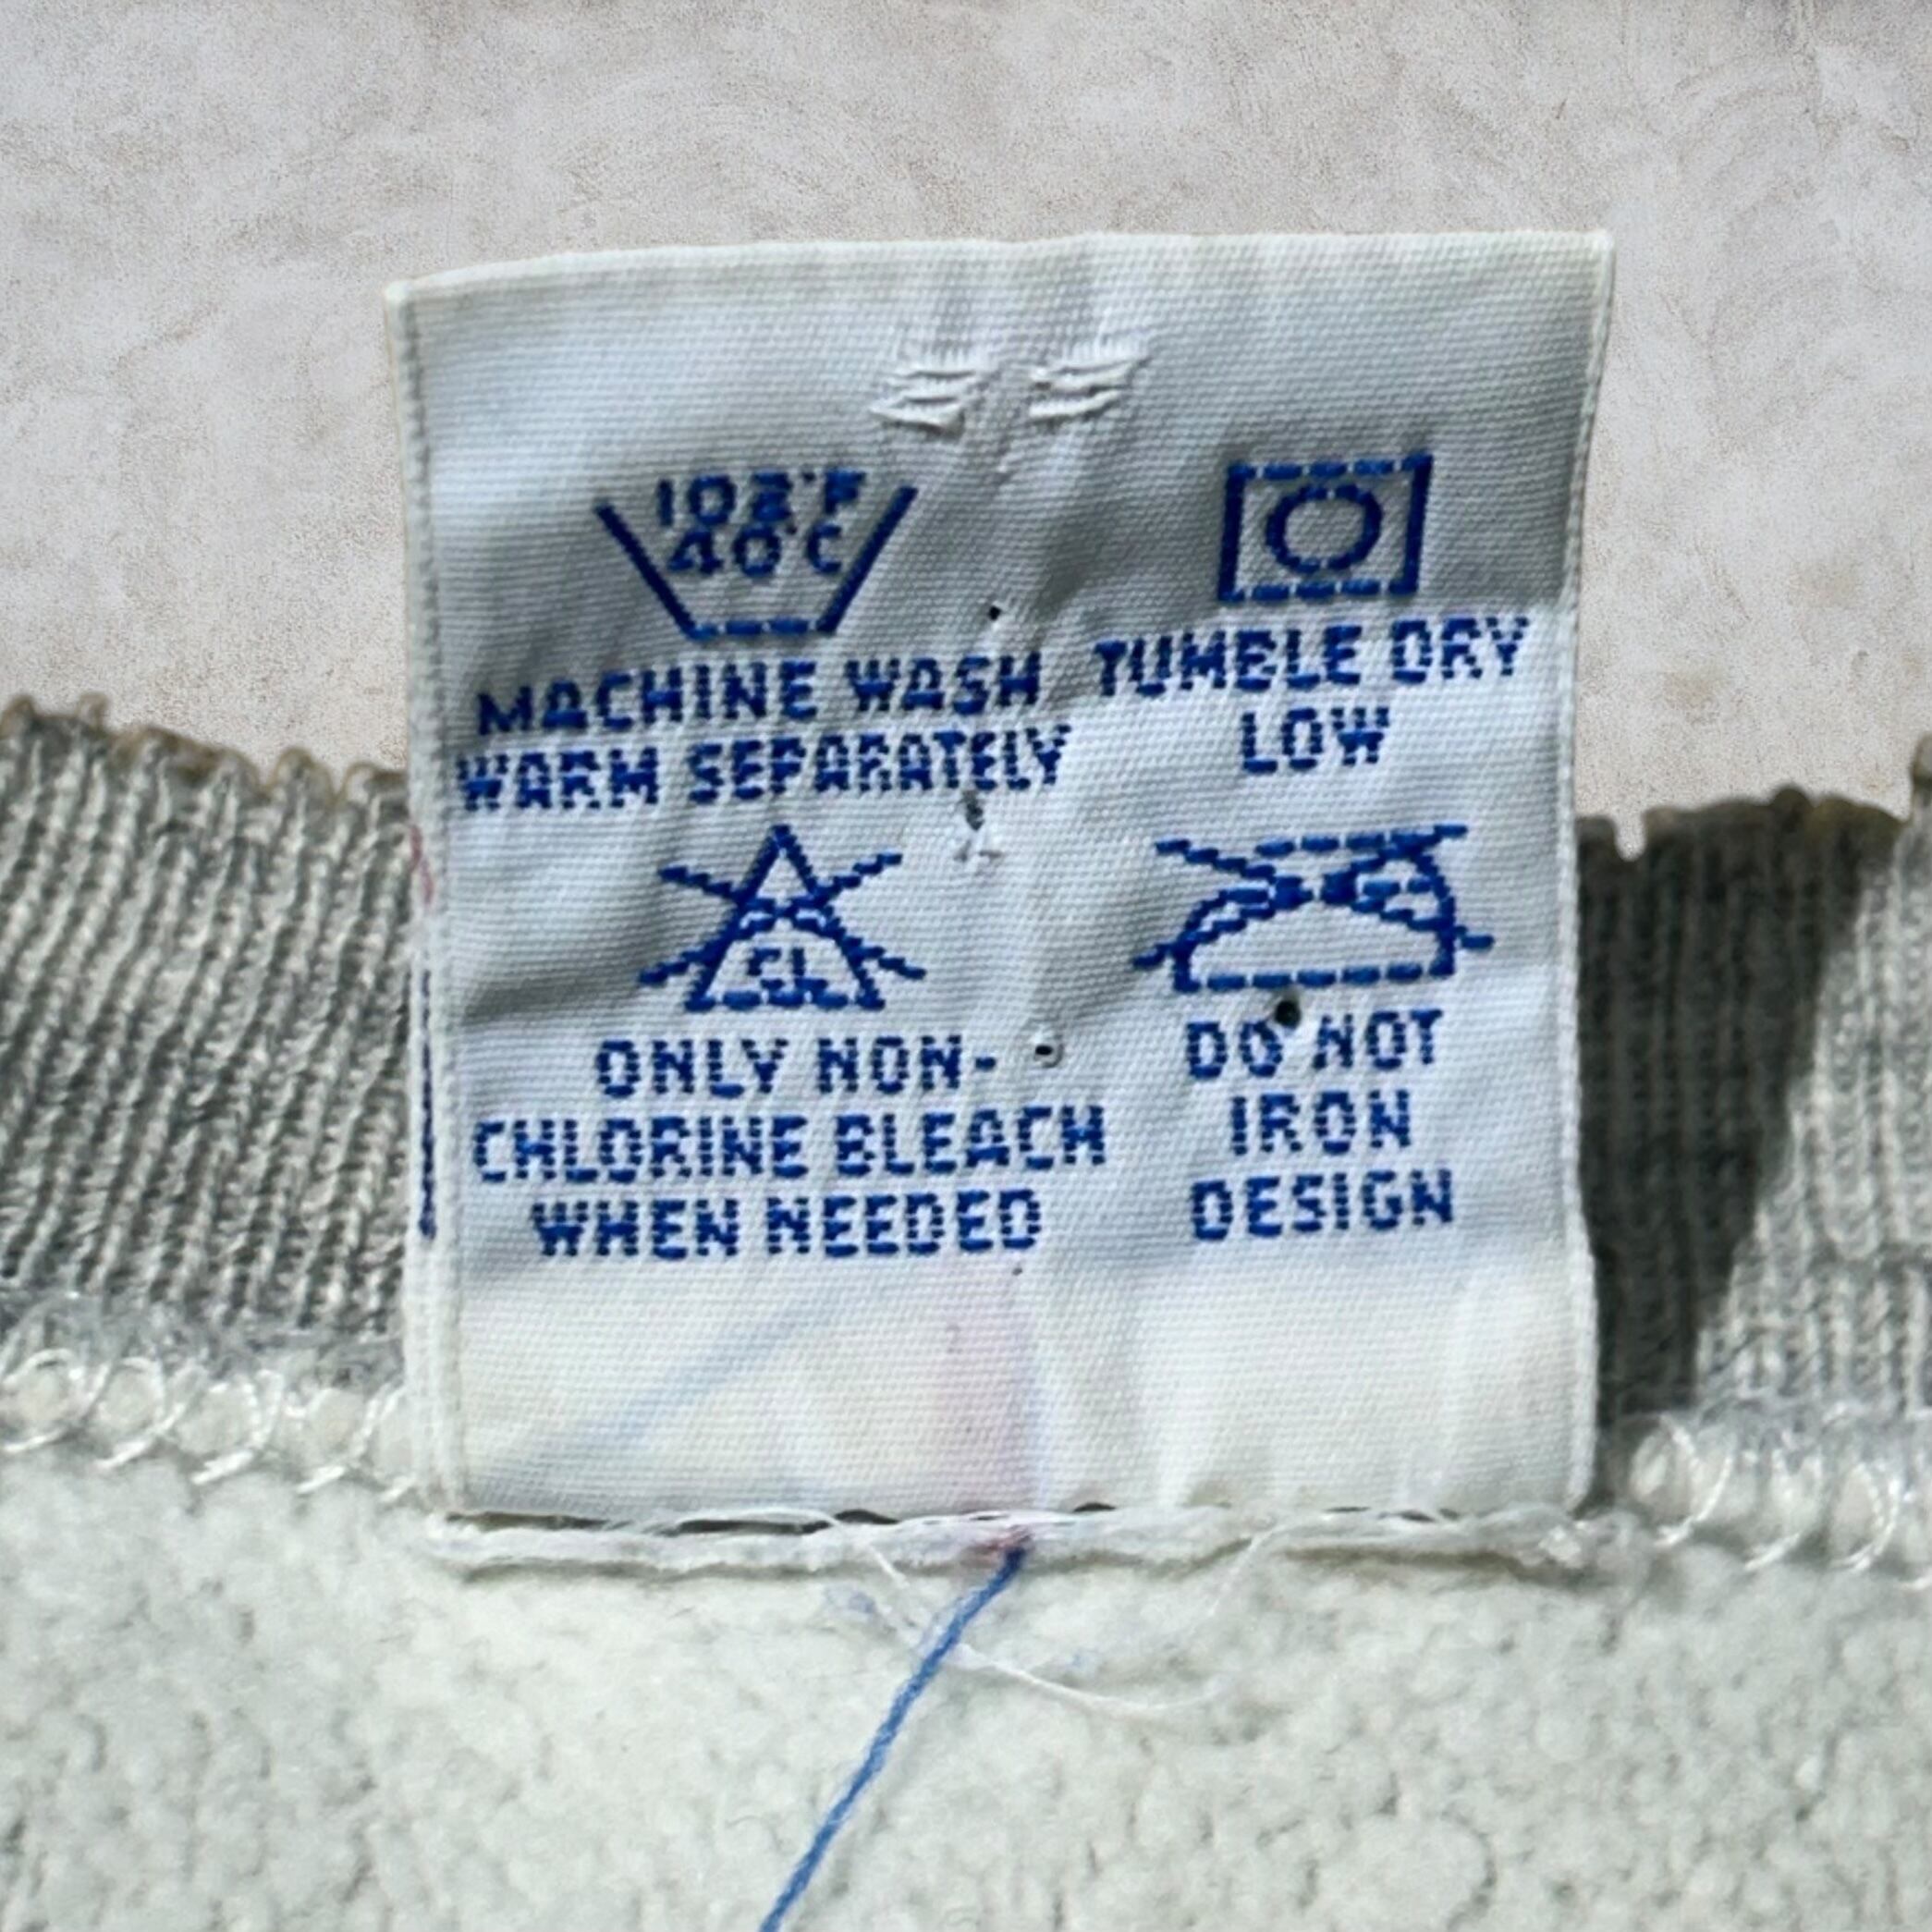 102°F
40°C
MACHINE WASH
WARM SEPARATELY
TUMBLE DRY
LOW
CL
ONLY NON-
CHLORINE BLEACH
WHEN NEEDED
DO NOT
IRON
DESIGN